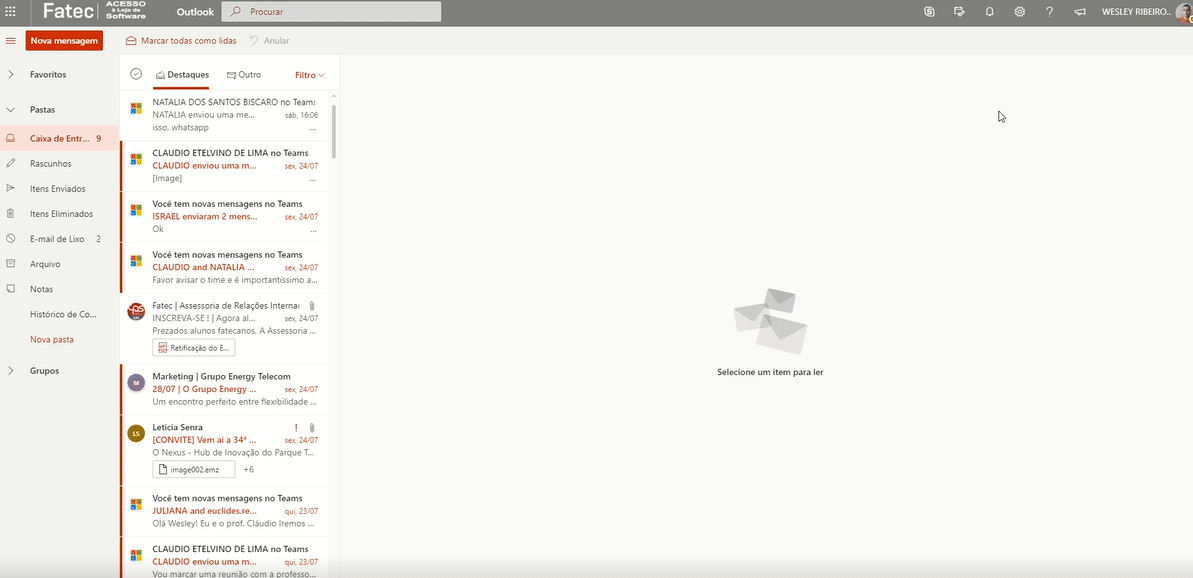 Fatec
ACESSO
à Loja de
Software
Outlook
Procurar
WESLEY RIBEIRO..
Nova mensagem
Marcar todas como lidas
Anular
Favoritos
Pastas
Caixa de Entr... 9
Rascunhos
Itens Enviados
Itens Eliminados
E-mail de Lixo 2
Arquivo
Notas
Histórico de Co...
Nova pasta
Grupos
Destaques
Outro
Filtro
NATALIA DOS SANTOS BISCARO no Teams
NATALIA enviou uma me... sáb, 16:06
isso, whatsapp ...
CLAUDIO ETELVINO DE LIMA no Teams
CLAUDIO enviou uma m... sex, 24/07
[Image] ...
Você tem novas mensagens no Teams
ISRAEL enviaram 2 mens... sex, 24/07
Ok ...
Você tem novas mensagens no Teams
CLAUDIO and NATALIA ... sex, 24/07
Favor avisar o time e é importantíssimo a...
Fatec | Assessoria de Relações Internac
INSCREVA-SE ! | Agora al... sex, 24/07
Prezados alunos fatecanos, A Assessoria ...
Retificação do E...
M
Marketing | Grupo Energy Telecom
28/07 | O Grupo Energy ... sex, 24/07
Um encontro perfeito entre flexibilidade ...
LS
Leticia Senra !
[CONVITE] Vem aí a 34ª ... sex, 24/07
O Nexus - Hub de Inovação do Parque T...
image002.emz +6
Você tem novas mensagens no Teams
JULIANA and euclides.re... qui, 23/07
Olá Wesley! Eu e o prof. Cláudio Iremos ...
CLAUDIO ETELVINO DE LIMA no Teams
CLAUDIO enviou uma m... qui, 23/07
Vou marcar uma reunião com a professo...
Selecione um item para ler